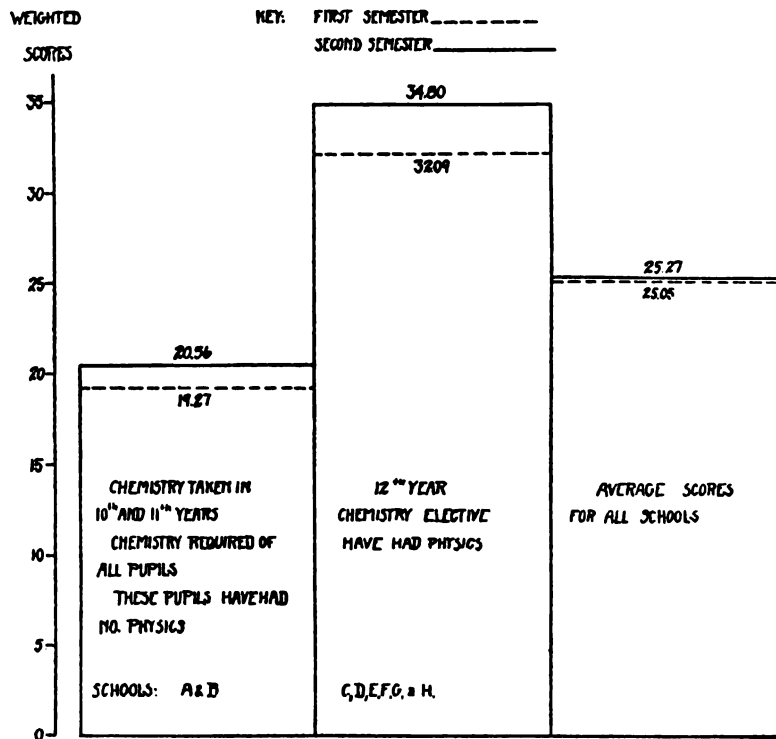 WEIGHTED
SCORES
KEY: FIRST SEMESTER
SECOND SEMESTER
35
30
25
20
15
10
5
0
34.80
32.09
25.27
25.05
20.56
19.27
CHEMISTRY TAKEN IN
10TH AND 11TH YEARS
CHEMISTRY REQUIRED OF
ALL PUPILS
THESE PUPILS HAVE HAD
NO. PHYSICS
SCHOOLS: A & B
12TH YEAR
CHEMISTRY ELECTIVE
HAVE HAD PHYSICS
C,D,E,F,G, & H.
AVERAGE SCORES
FOR ALL SCHOOLS